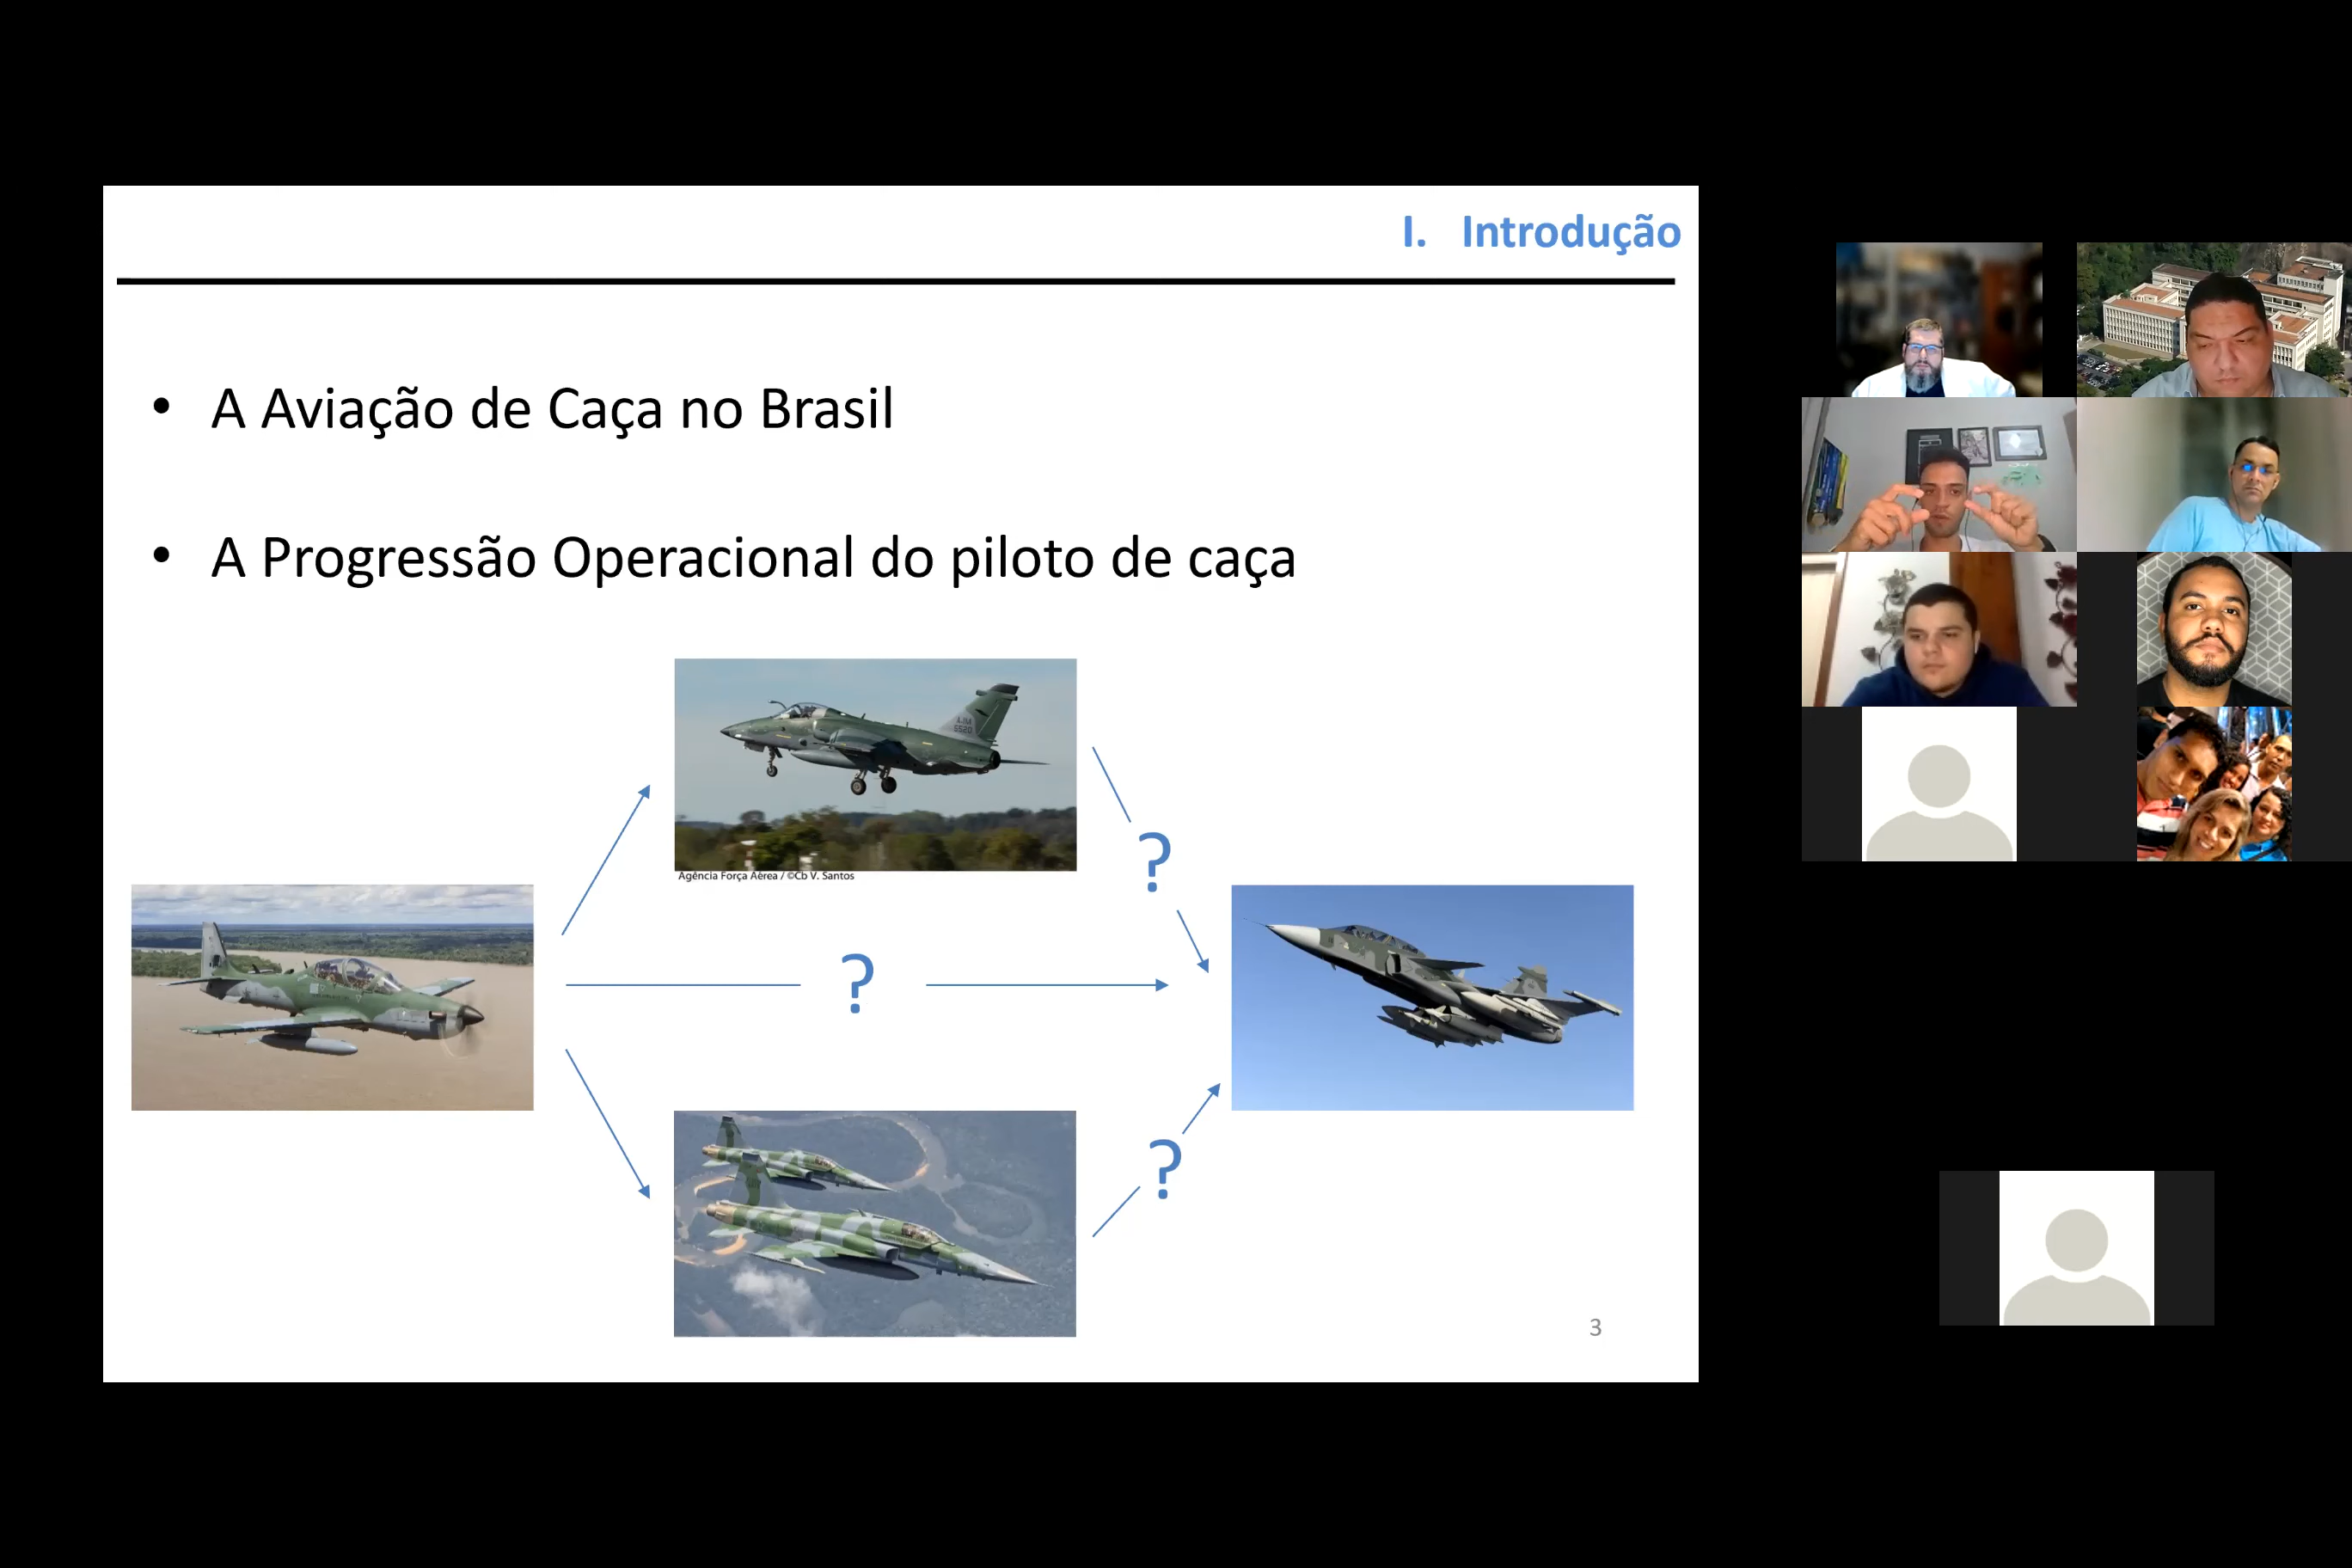 I. Introdução
• A Aviação de Caça no Brasil
• A Progressão Operacional do piloto de caça
Agência Força Aérea / ©Cb V. Santos
?
?
?
3